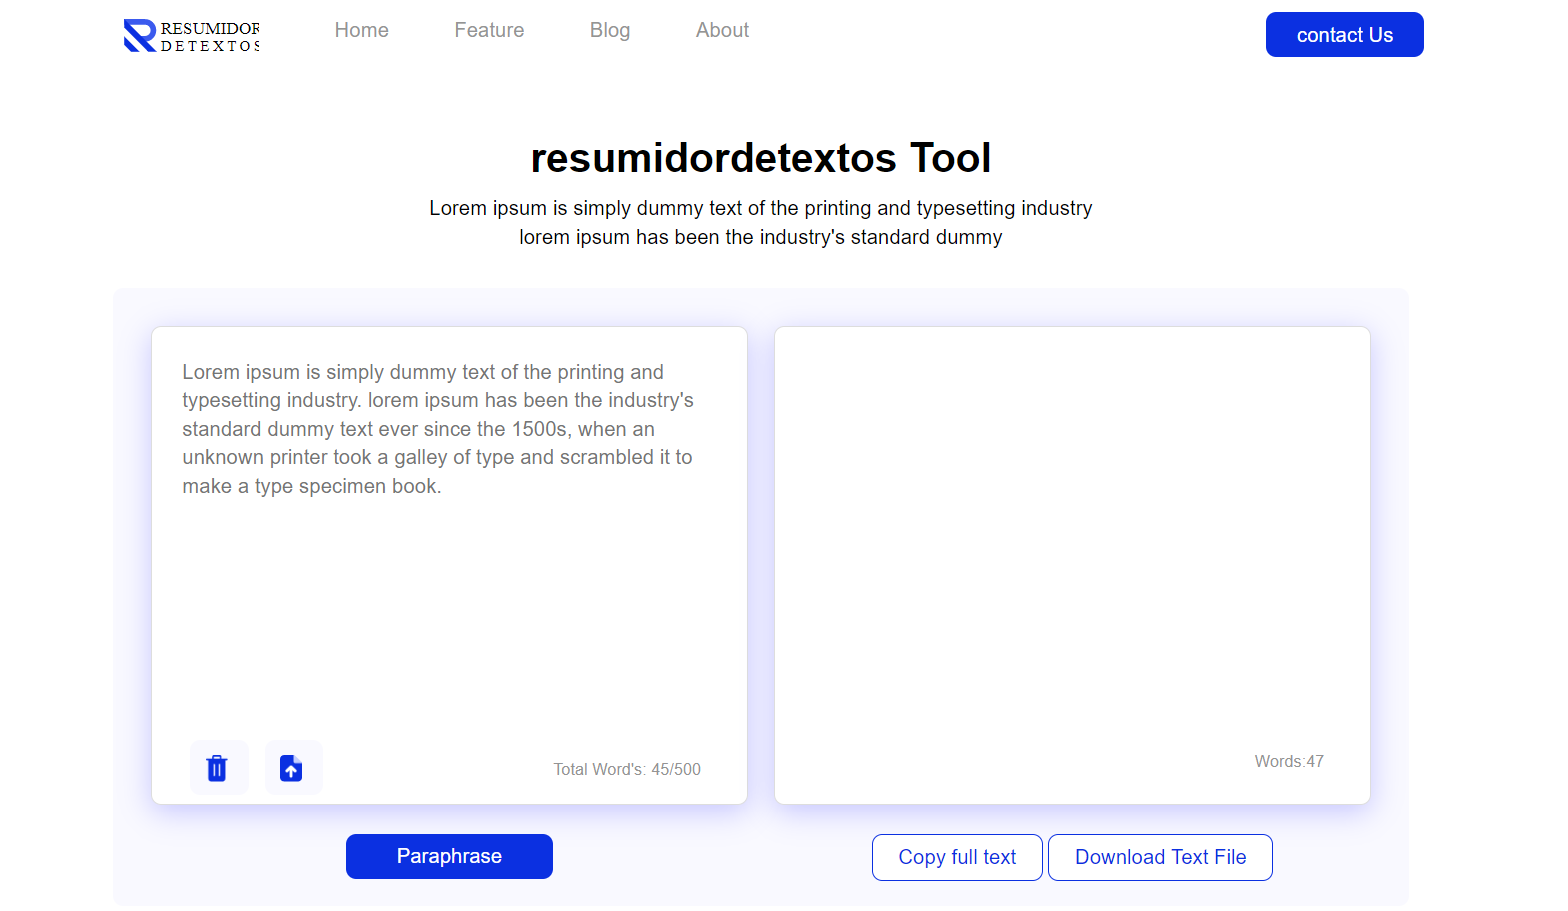 RESUMIDOR
DETEXTOS
Home
Feature
Blog
About
contact Us
resumidordetextos Tool
Lorem ipsum is simply dummy text of the printing and typesetting industry
lorem ipsum has been the industry's standard dummy
Lorem ipsum is simply dummy text of the printing and
typesetting industry. lorem ipsum has been the industry's
standard dummy text ever since the 1500s, when an
unknown printer took a galley of type and scrambled it to
make a type specimen book.
Total Word's: 45/500
Words:47
Paraphrase
Copy full text
Download Text File